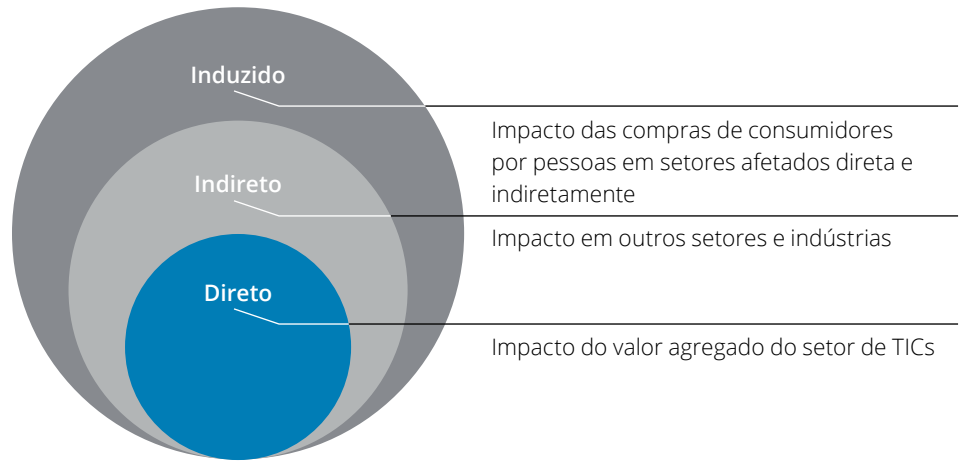 Induzido
Impacto das compras de consumidores
por pessoas em setores afetados direta e
indiretamente
Indireto
Impacto em outros setores e indústrias
Direto
Impacto do valor agregado do setor de TICs